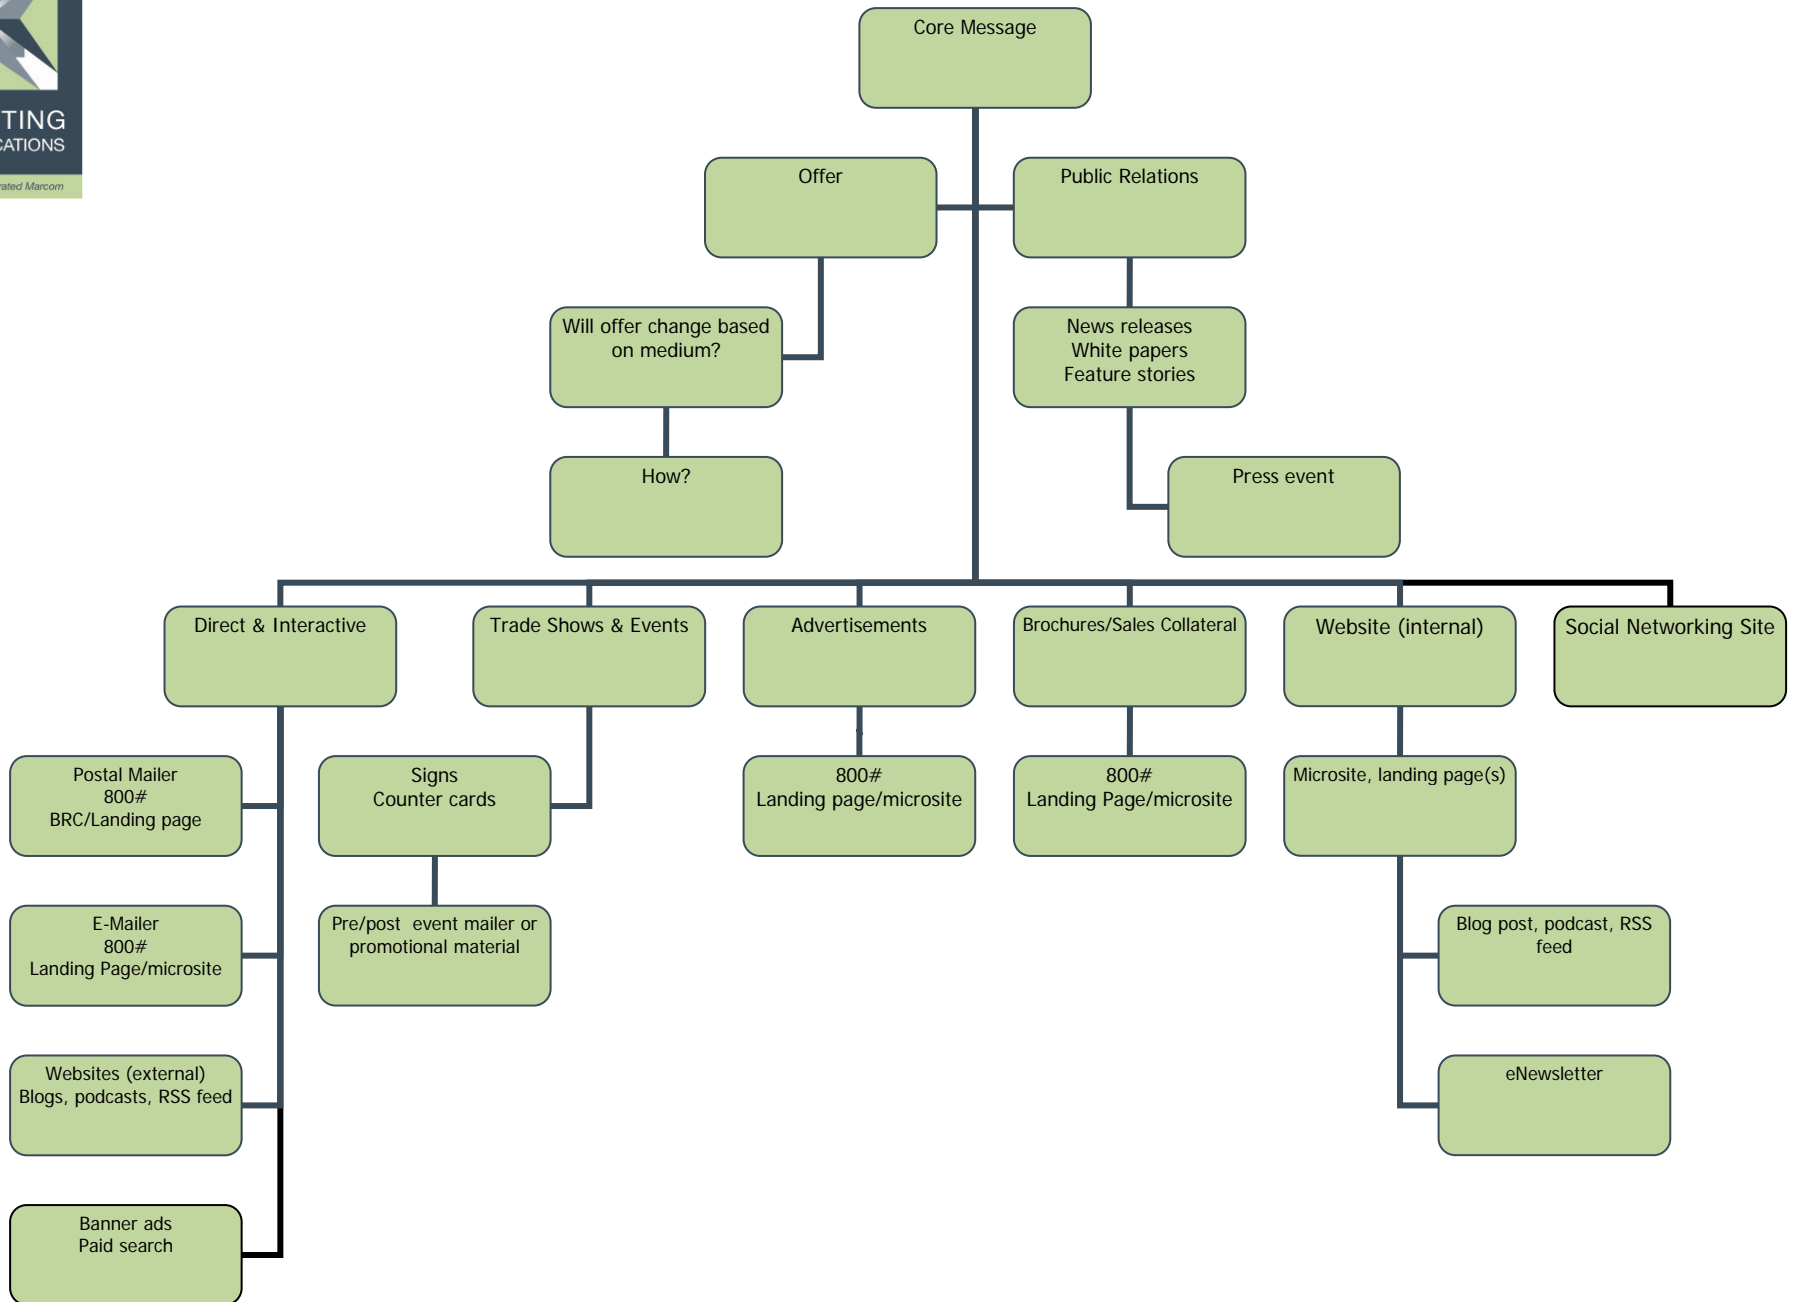 Core Message
TING
CATIONS
rated Marcom
Offer
Public Relations
Will offer change based
on medium?
News releases
White papers
Feature stories
How?
Press event
Direct & Interactive
Trade Shows & Events
Advertisements
Brochures/Sales Collateral
Website (internal)
Social Networking Site
Postal Mailer
800#
BRC/Landing page
Signs
Counter cards
800#
Landing page/microsite
800#
Landing Page/microsite
Microsite, landing page(s)
E-Mailer
800#
Landing Page/microsite
Pre/post event mailer or
promotional material
Blog post, podcast, RSS
feed
Websites (external)
Blogs, podcasts, RSS feed
eNewsletter
Banner ads
Paid search